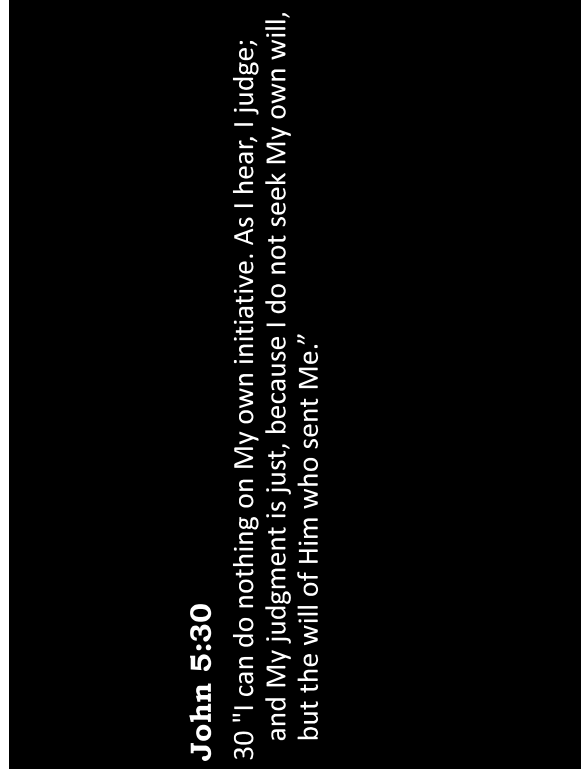 John 5:30
30 "I can do nothing on My own initiative. As I hear, I judge;
and My judgment is just, because I do not seek My own will,
but the will of Him who sent Me.”